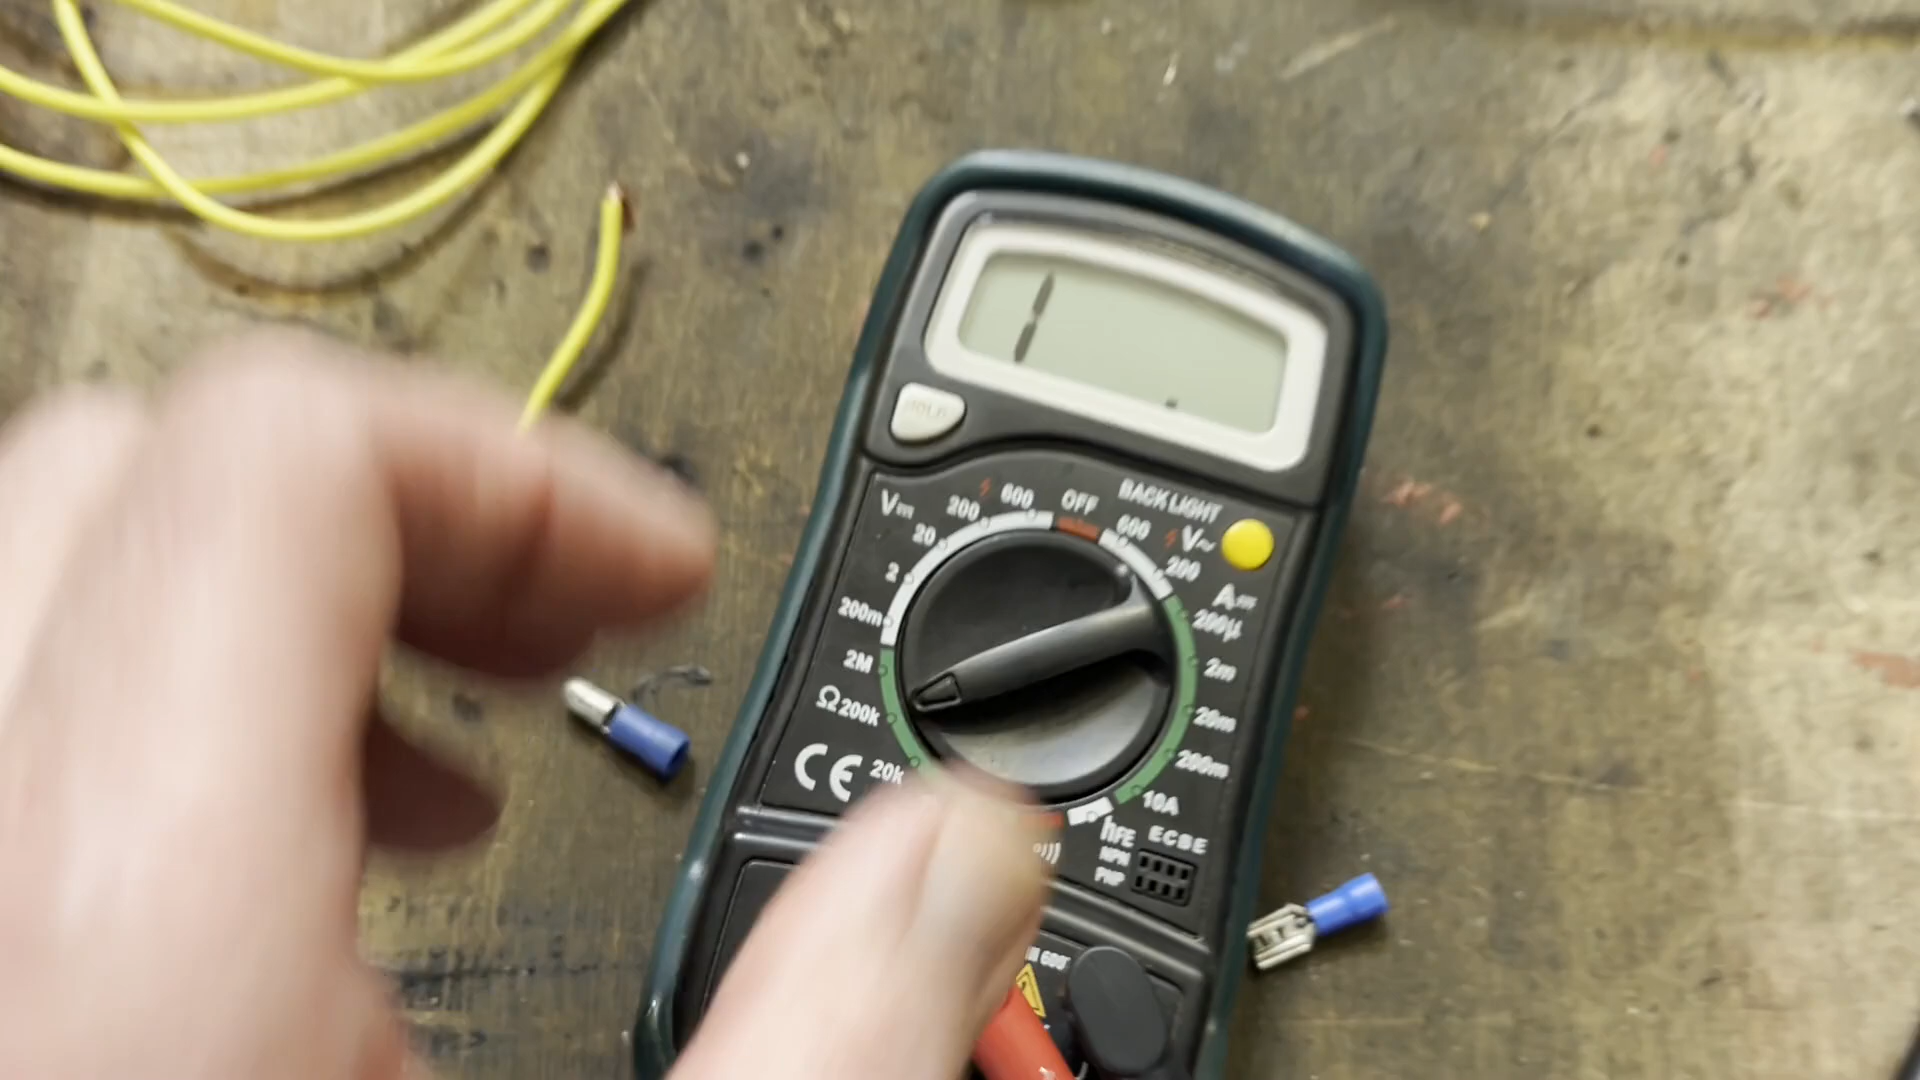 1 .
HOLD
OFF
BACK LIGHT
V⎓
600
200
20
2
200m
2M
Ω
200k
20k
CE
600
V~
200
A⎓
200µ
2m
20m
200m
10A
hFE
ECBE
NPN
PNP